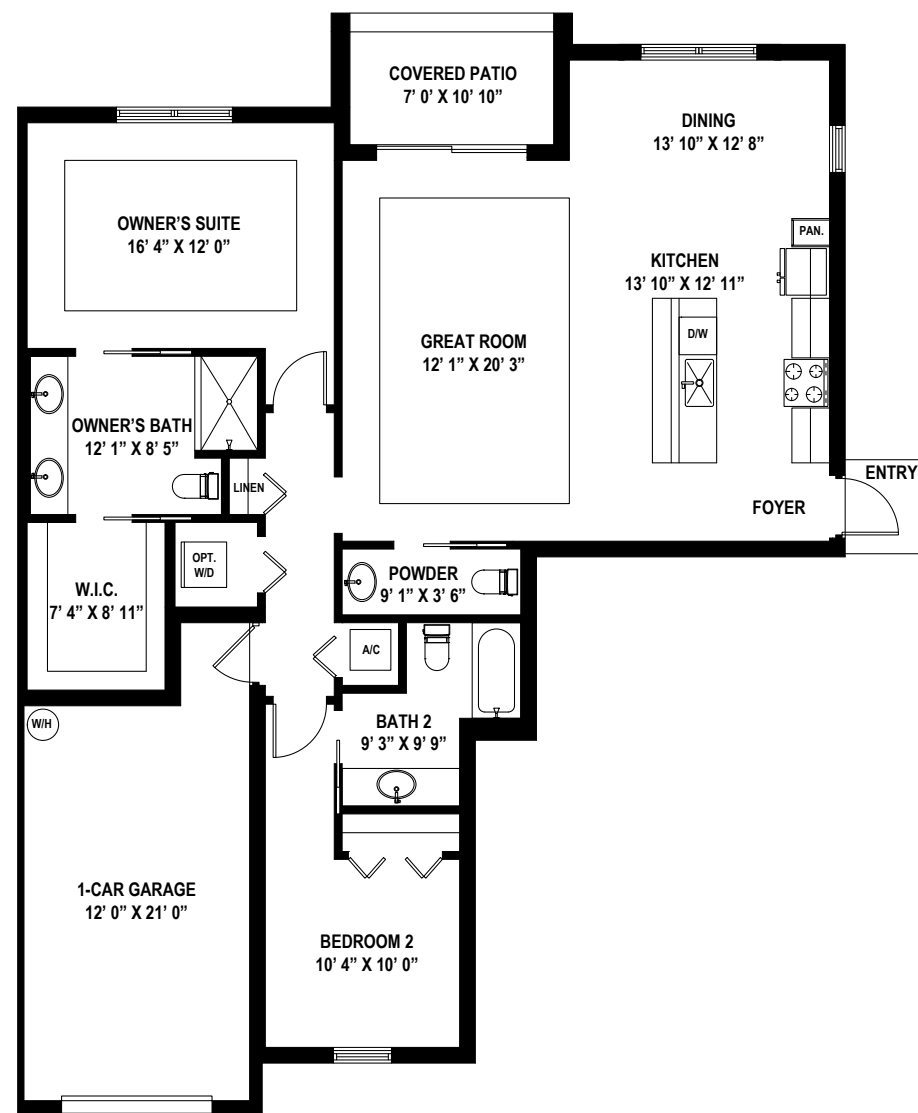 COVERED PATIO
7’ 0” X 10’ 10”
DINING
13’ 10” X 12’ 8”
OWNER’S SUITE
16’ 4” X 12’ 0”
PAN.
KITCHEN
13’ 10” X 12’ 11”
D/W
GREAT ROOM
12’ 1” X 20’ 3”
OWNER’S BATH
12’ 1” X 8’ 5”
LINEN
ENTRY
FOYER
OPT.
W/D
POWDER
9’ 1” X 3’ 6”
W.I.C.
7’ 4” X 8’ 11”
A/C
W/H
BATH 2
9’ 3” X 9’ 9”
1-CAR GARAGE
12’ 0” X 21’ 0”
BEDROOM 2
10’ 4” X 10’ 0”